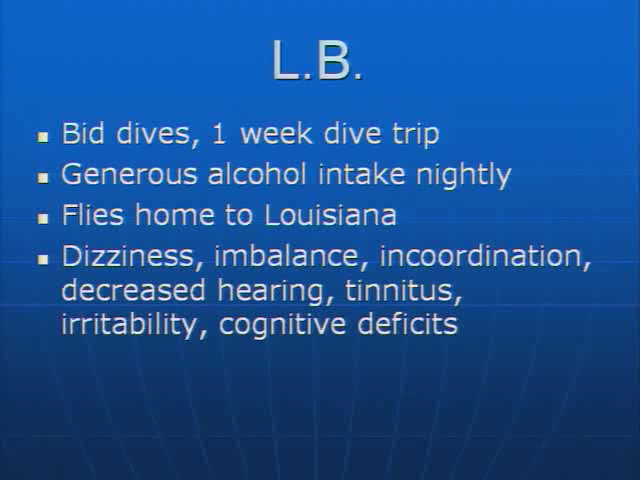 L.B.
Bid dives, 1 week dive trip
Generous alcohol intake nightly
Flies home to Louisiana
Dizziness, imbalance, incoordination,
decreased hearing, tinnitus,
irritability, cognitive deficits